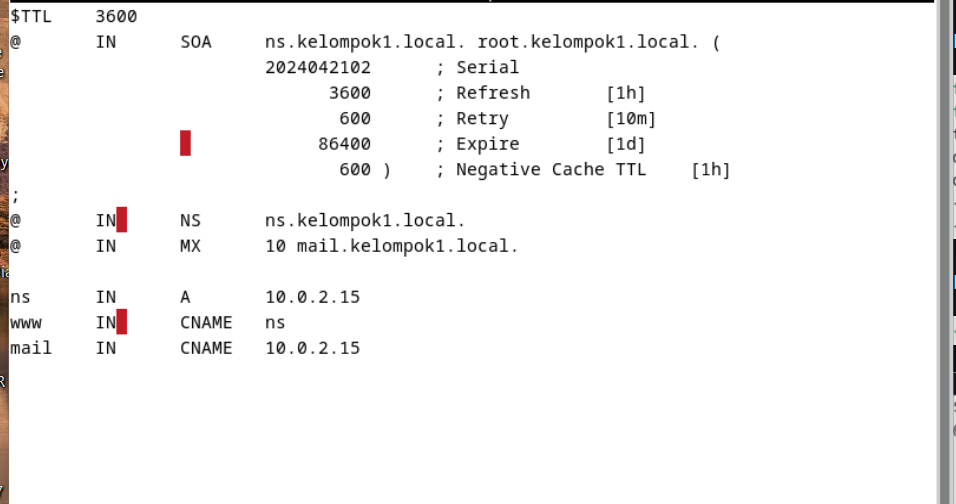 $TTL    3600
@       IN      SOA     ns.kelompok1.local. root.kelompok1.local. (
                        2024042102      ; Serial
                              3600      ; Refresh       [1h]
                               600      ; Retry         [10m]
                             86400      ; Expire        [1d]
                               600 )    ; Negative Cache TTL    [1h]
;
@       IN      NS      ns.kelompok1.local.
@       IN      MX      10 mail.kelompok1.local.

ns      IN      A       10.0.2.15
www     IN      CNAME   ns
mail    IN      CNAME   10.0.2.15